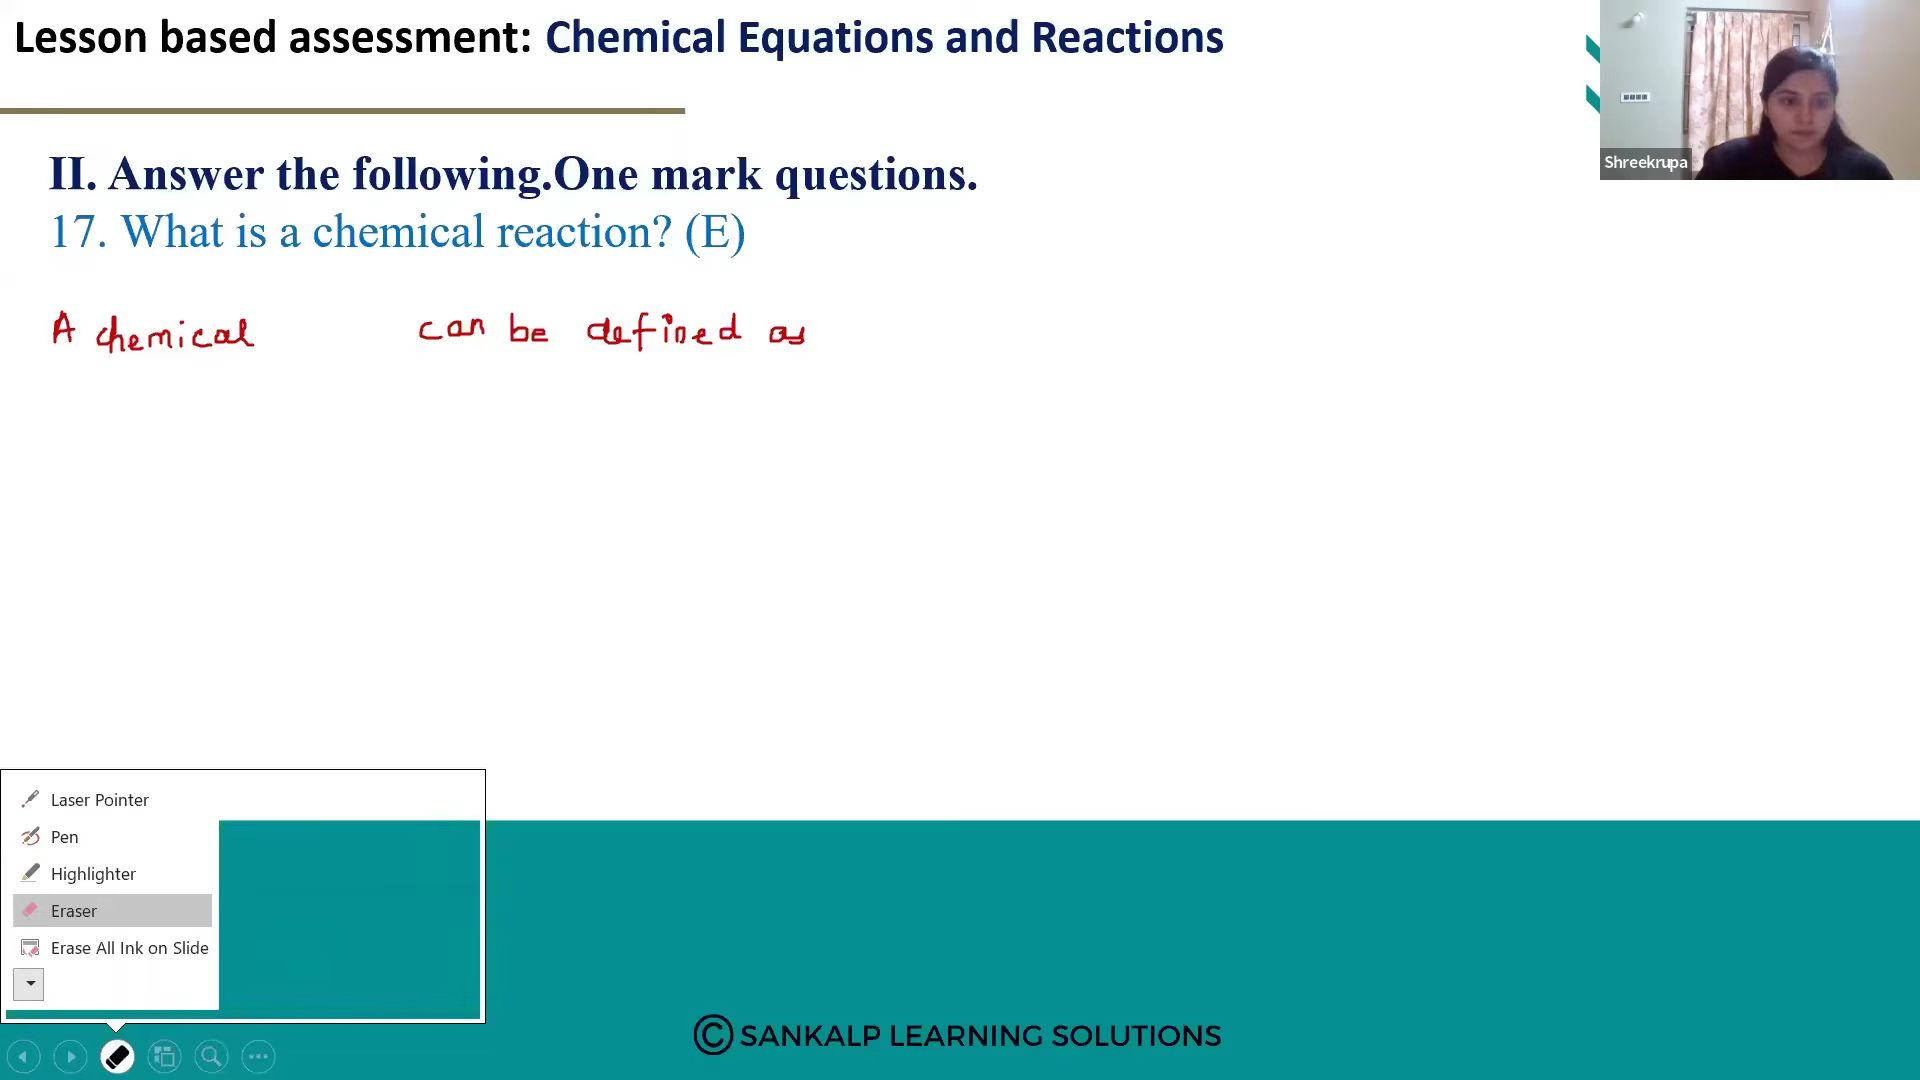 Lesson based assessment: Chemical Equations and Reactions
Shreekrupa
II. Answer the following.One mark questions.
17. What is a chemical reaction? (E)
A chemical can be defined as
Laser Pointer
Pen
Highlighter
Eraser
Erase All Ink on Slide
© SANKALP LEARNING SOLUTIONS